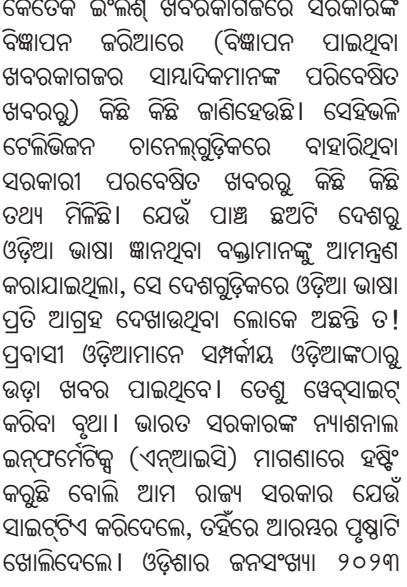 କେତେକ ଇଂଲିଶ୍ ଖବରକାଗଜରେ ସରକାରଙ୍କ
ବିଜ୍ଞାପନ ଜରିଆରେ (ବିଜ୍ଞାପନ ପାଇଥିବା
ଖବରକାଗଜର ସାମ୍ବାଦିକମାନଙ୍କ ପରିବେଷିତ
ଖବରରୁ) କିଛି କିଛି ଜାଣିହେଉଛି। ସେହିଭଳି
ଟେଲିଭିଜନ ଚାନେଲ୍‌ଗୁଡ଼ିକରେ ବାହାରିଥିବା
ସରକାରୀ ପରବେଷିତ ଖବରରୁ କିଛି କିଛି
ତଥ୍ୟ ମିଳିଛି। ଯେଉଁ ପାଞ୍ଚ ଛଅଟି ଦେଶରୁ
ଓଡ଼ିଆ ଭାଷା ଜ୍ଞାନଥିବା ବକ୍ତାମାନଙ୍କୁ ଆମନ୍ତ୍ରଣ
କରାଯାଇଥିଲା, ସେ ଦେଶଗୁଡ଼ିକରେ ଓଡ଼ିଆ ଭାଷା
ପ୍ରତି ଆଗ୍ରହ ଦେଖାଉଥିବା ଲୋକେ ଅଛନ୍ତି ତ!
ପ୍ରବାସୀ ଓଡ଼ିଆମାନେ ସମ୍ପର୍କୀୟ ଓଡ଼ିଆଙ୍କଠାରୁ
ଉଡ଼ା ଖବର ପାଇଥିବେ। ତେଣୁ ୱେବ୍‌ସାଇଟ୍
କରିବା ବୃଥା। ଭାରତ ସରକାରଙ୍କ ନ୍ୟାଶନାଲ
ଇନ୍‌ଫର୍ମେଟିକ୍ସ (ଏନ୍‌ଆଇସି) ମାଗଣାରେ ହଷ୍ଟିଂ
କରୁଛି ବୋଲି ଆମ ରାଜ୍ୟ ସରକାର ଯେଉଁ
ସାଇଟ୍‌ଟିଏ କରିଦେଲେ, ତହିଁରେ ଆରମ୍ଭର ପୃଷ୍ଠାଟି
ଖୋଲିଦେଲେ। ଓଡ଼ିଶାର ଜନସଂଖ୍ୟା ୨୦୨୩